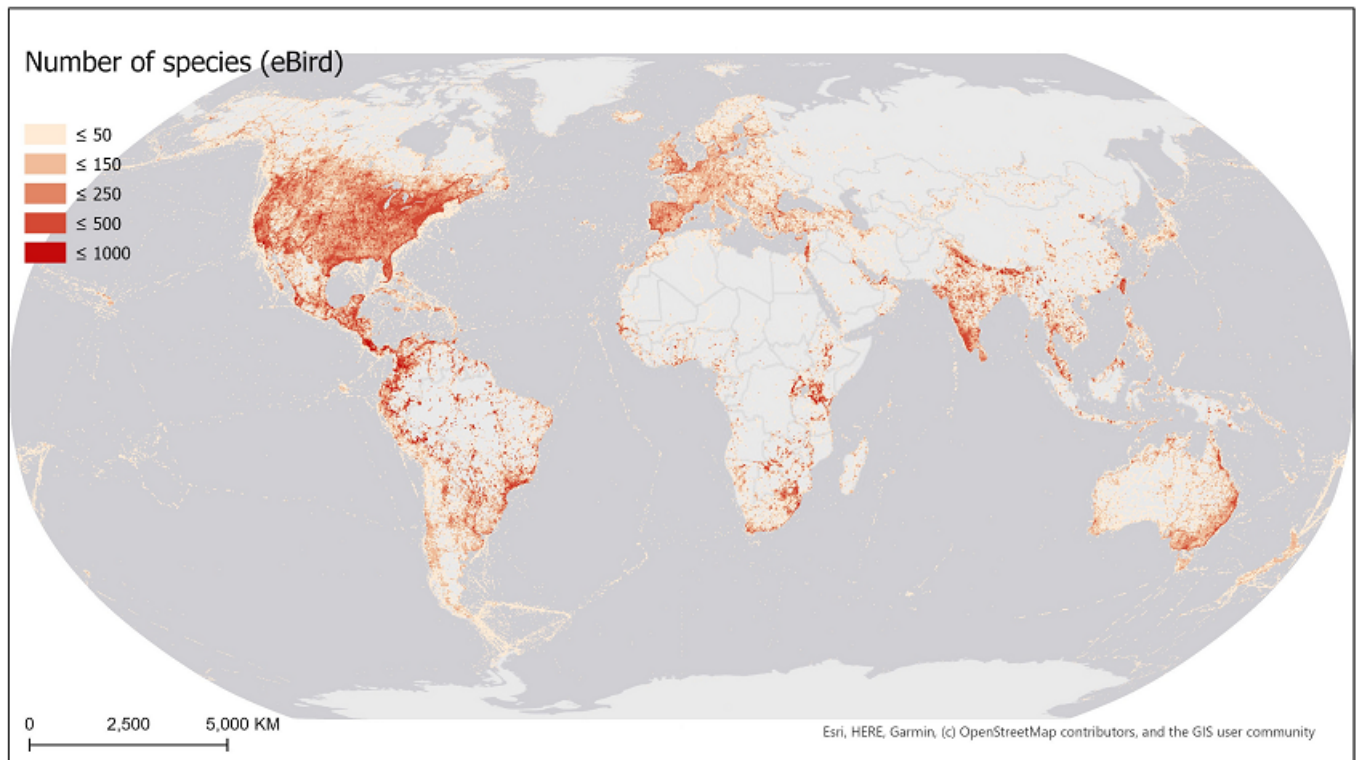 Number of species (eBird)
≤ 50
≤ 150
≤ 250
≤ 500
≤ 1000
0 2,500 5,000 KM
Esri, HERE, Garmin, (c) OpenStreetMap contributors, and the GIS user community